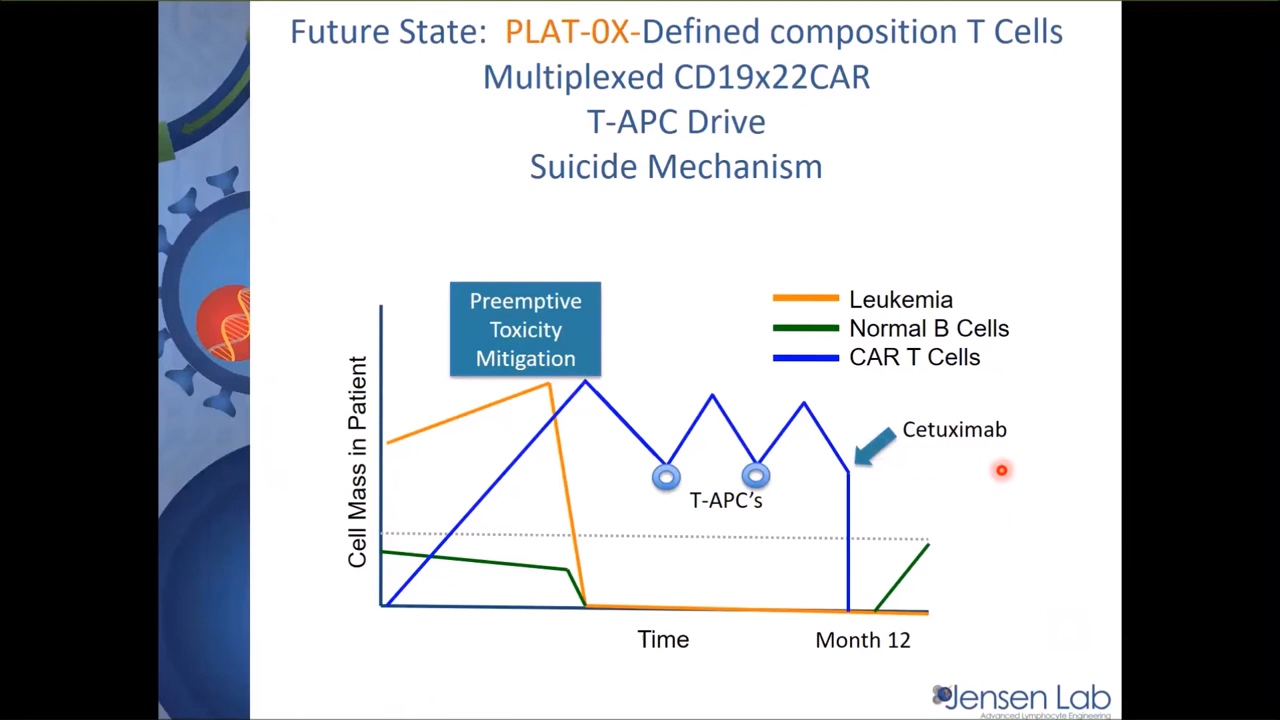 Future State: PLAT-0X-Defined composition T Cells
Multiplexed CD19x22CAR
T-APC Drive
Suicide Mechanism
Preemptive
Toxicity
Mitigation
Leukemia
Normal B Cells
CAR T Cells
Cell Mass in Patient
Cetuximab
T-APC's
Time
Month 12
Jensen Lab
Advanced Lymphocyte Engineering